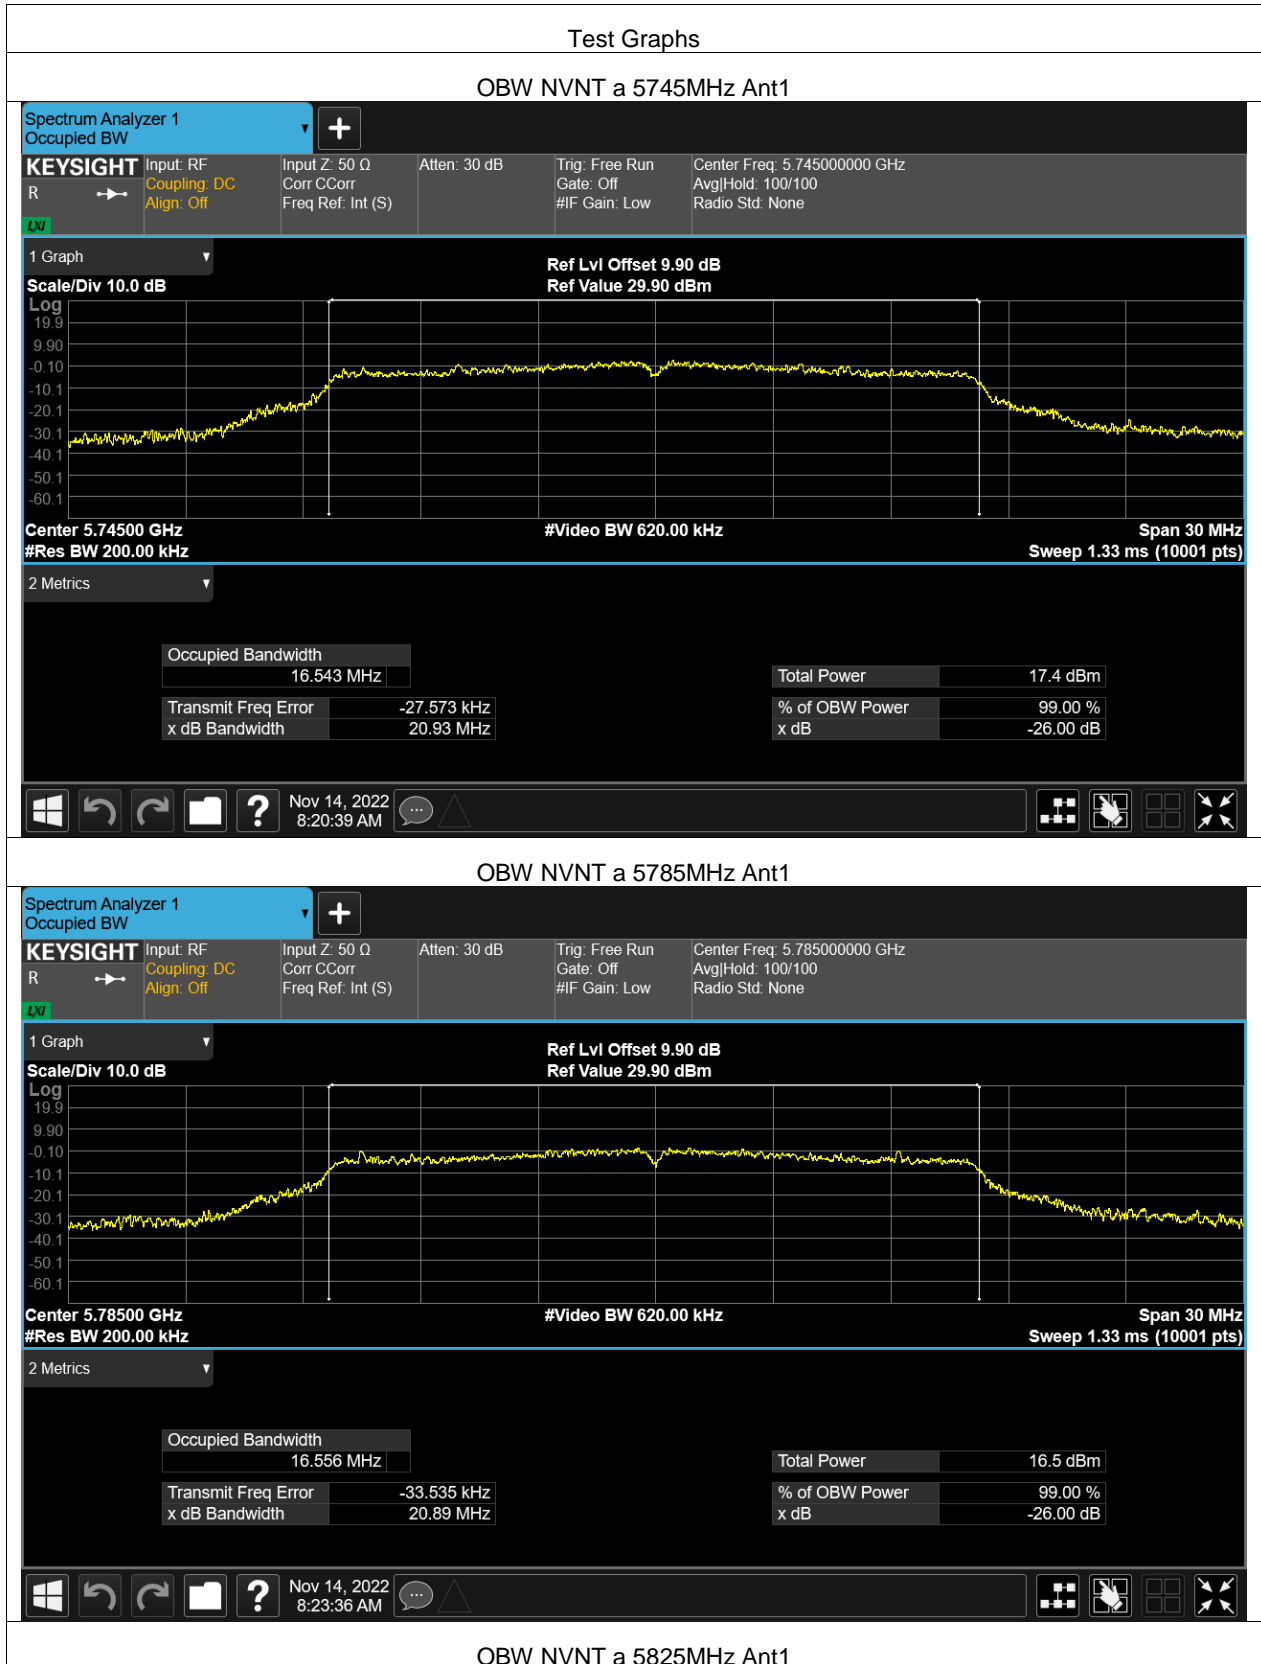 Test Graphs
OBW NVNT a 5745MHz Ant1
Spectrum Analyzer 1
Occupied BW
KEYSIGHT
R
LXI
Input: RF
Coupling: DC
Align: Off
Input Z: 50 Ω
Corr CCorr
Freq Ref: Int (S)
Atten: 30 dB
Trig: Free Run
Gate: Off
#IF Gain: Low
Center Freq: 5.745000000 GHz
Avg|Hold: 100/100
Radio Std: None
1 Graph
Scale/Div 10.0 dB
Ref Lvl Offset 9.90 dB
Ref Value 29.90 dBm
Log
19.9
9.90
-0.10
-10.1
-20.1
-30.1
-40.1
-50.1
-60.1
Center 5.74500 GHz
#Video BW 620.00 kHz
Span 30 MHz
#Res BW 200.00 kHz
Sweep 1.33 ms (10001 pts)
2 Metrics
Occupied Bandwidth
16.543 MHz
Total Power 17.4 dBm
Transmit Freq Error -27.573 kHz
% of OBW Power 99.00 %
x dB Bandwidth 20.93 MHz
x dB -26.00 dB
Nov 14, 2022
8:20:39 AM
OBW NVNT a 5785MHz Ant1
Spectrum Analyzer 1
Occupied BW
KEYSIGHT
R
LXI
Input: RF
Coupling: DC
Align: Off
Input Z: 50 Ω
Corr CCorr
Freq Ref: Int (S)
Atten: 30 dB
Trig: Free Run
Gate: Off
#IF Gain: Low
Center Freq: 5.785000000 GHz
Avg|Hold: 100/100
Radio Std: None
1 Graph
Scale/Div 10.0 dB
Ref Lvl Offset 9.90 dB
Ref Value 29.90 dBm
Log
19.9
9.90
-0.10
-10.1
-20.1
-30.1
-40.1
-50.1
-60.1
Center 5.78500 GHz
#Video BW 620.00 kHz
Span 30 MHz
#Res BW 200.00 kHz
Sweep 1.33 ms (10001 pts)
2 Metrics
Occupied Bandwidth
16.556 MHz
Total Power 16.5 dBm
Transmit Freq Error -33.535 kHz
% of OBW Power 99.00 %
x dB Bandwidth 20.89 MHz
x dB -26.00 dB
Nov 14, 2022
8:23:36 AM
OBW NVNT a 5825MHz Ant1